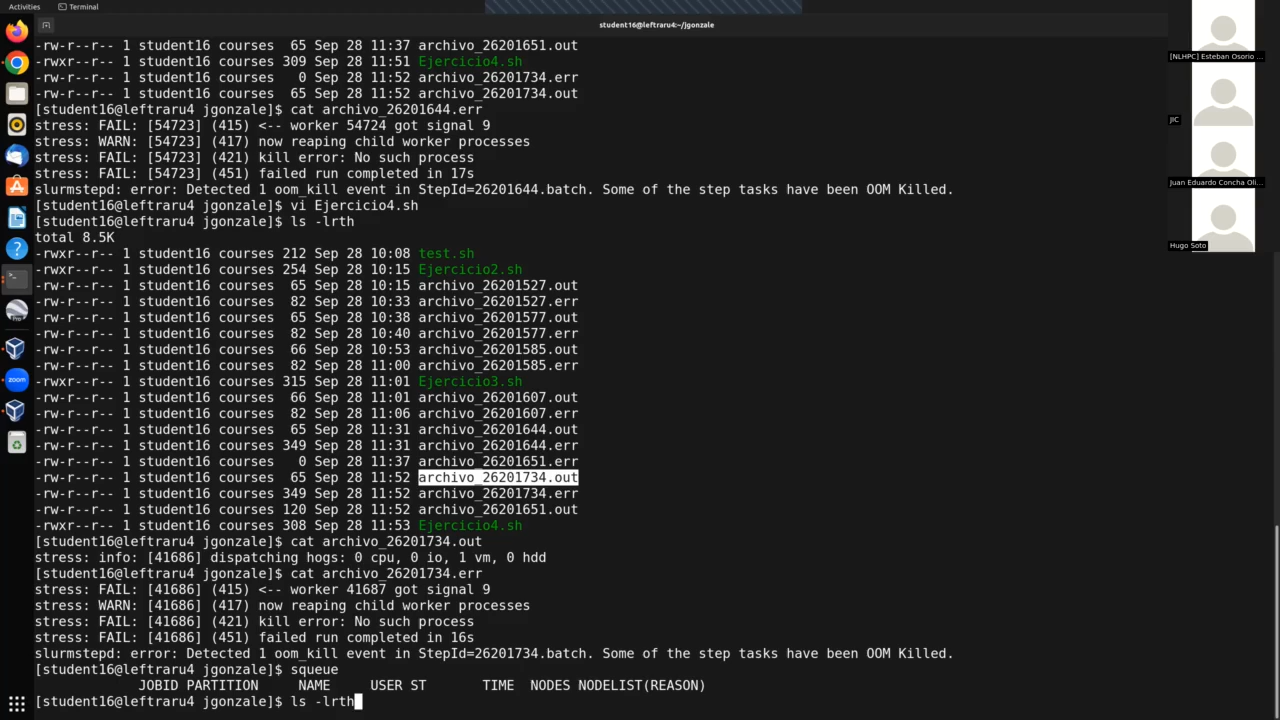 Activities
Terminal
student16@leftraru4:~/jgonzale
-rw-r--r-- 1 student16 courses  65 Sep 28 11:37 archivo_26201651.out
-rwxr--r-- 1 student16 courses 309 Sep 28 11:51 Ejercicio4.sh
-rw-r--r-- 1 student16 courses   0 Sep 28 11:52 archivo_26201734.err
-rw-r--r-- 1 student16 courses  65 Sep 28 11:52 archivo_26201734.out
[student16@leftraru4 jgonzale]$ cat archivo_26201644.err
stress: FAIL: [54723] (415) <-- worker 54724 got signal 9
stress: WARN: [54723] (417) now reaping child worker processes
stress: FAIL: [54723] (421) kill error: No such process
stress: FAIL: [54723] (451) failed run completed in 17s
slurmstepd: error: Detected 1 oom_kill event in StepId=26201644.batch. Some of the step tasks have been OOM Killed.
[student16@leftraru4 jgonzale]$ vi Ejercicio4.sh
[student16@leftraru4 jgonzale]$ ls -lrth
total 8.5K
-rwxr--r-- 1 student16 courses 212 Sep 28 10:08 test.sh
-rwxr--r-- 1 student16 courses 254 Sep 28 10:15 Ejercicio2.sh
-rw-r--r-- 1 student16 courses  65 Sep 28 10:15 archivo_26201527.out
-rw-r--r-- 1 student16 courses  82 Sep 28 10:33 archivo_26201527.err
-rw-r--r-- 1 student16 courses  65 Sep 28 10:38 archivo_26201577.out
-rw-r--r-- 1 student16 courses  82 Sep 28 10:40 archivo_26201577.err
-rw-r--r-- 1 student16 courses  66 Sep 28 10:53 archivo_26201585.out
-rw-r--r-- 1 student16 courses  82 Sep 28 11:00 archivo_26201585.err
-rwxr--r-- 1 student16 courses 315 Sep 28 11:01 Ejercicio3.sh
-rw-r--r-- 1 student16 courses  66 Sep 28 11:01 archivo_26201607.out
-rw-r--r-- 1 student16 courses  82 Sep 28 11:06 archivo_26201607.err
-rw-r--r-- 1 student16 courses  65 Sep 28 11:31 archivo_26201644.out
-rw-r--r-- 1 student16 courses 349 Sep 28 11:31 archivo_26201644.err
-rw-r--r-- 1 student16 courses   0 Sep 28 11:37 archivo_26201651.err
-rw-r--r-- 1 student16 courses  65 Sep 28 11:52 archivo_26201734.out
-rw-r--r-- 1 student16 courses 349 Sep 28 11:52 archivo_26201734.err
-rw-r--r-- 1 student16 courses 120 Sep 28 11:52 archivo_26201651.out
-rwxr--r-- 1 student16 courses 308 Sep 28 11:53 Ejercicio4.sh
[student16@leftraru4 jgonzale]$ cat archivo_26201734.out
stress: info: [41686] dispatching hogs: 0 cpu, 0 io, 1 vm, 0 hdd
[student16@leftraru4 jgonzale]$ cat archivo_26201734.err
stress: FAIL: [41686] (415) <-- worker 41687 got signal 9
stress: WARN: [41686] (417) now reaping child worker processes
stress: FAIL: [41686] (421) kill error: No such process
stress: FAIL: [41686] (451) failed run completed in 16s
slurmstepd: error: Detected 1 oom_kill event in StepId=26201734.batch. Some of the step tasks have been OOM Killed.
[student16@leftraru4 jgonzale]$ squeue
JOBID PARTITION     NAME     USER ST       TIME  NODES NODELIST(REASON)
[student16@leftraru4 jgonzale]$ ls -lrth
[NLHPC] Esteban Osorio ...
JIC
Juan Eduardo Concha Oli...
Hugo Soto
zoom
Pro